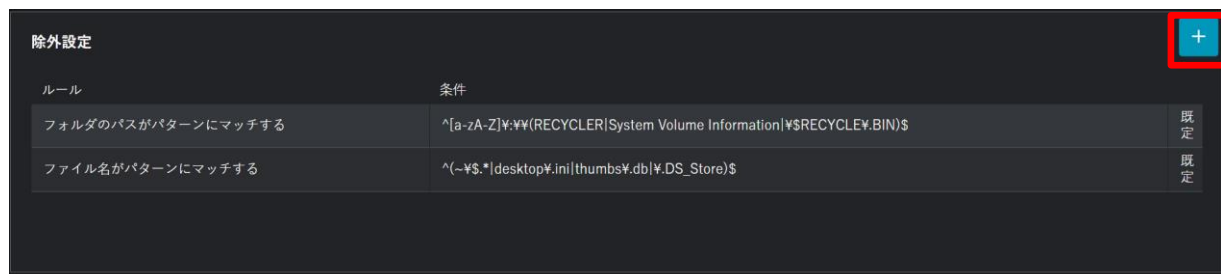 除外設定
+
ルール 条件
フォルダのパスがパターンにマッチする ^[a-zA-Z]¥:¥¥(RECYCLER|System Volume Information|¥$RECYCLE¥.BIN)$ 既定
ファイル名がパターンにマッチする ^(~¥$.*|desktop¥.ini|thumbs¥.db|¥.DS_Store)$ 既定